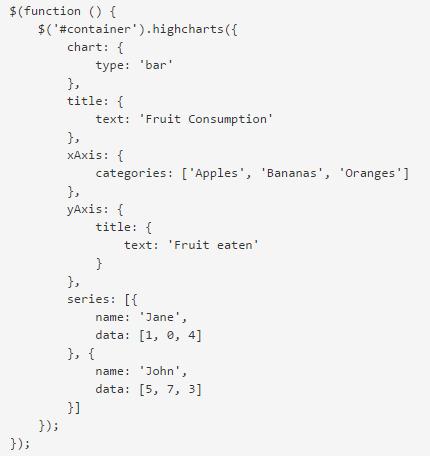 $(function () {
    $('#container').highcharts({
        chart: {
            type: 'bar'
        },
        title: {
            text: 'Fruit Consumption'
        },
        xAxis: {
            categories: ['Apples', 'Bananas', 'Oranges']
        },
        yAxis: {
            title: {
                text: 'Fruit eaten'
            }
        },
        series: [{
            name: 'Jane',
            data: [1, 0, 4]
        }, {
            name: 'John',
            data: [5, 7, 3]
        }]
    });
});